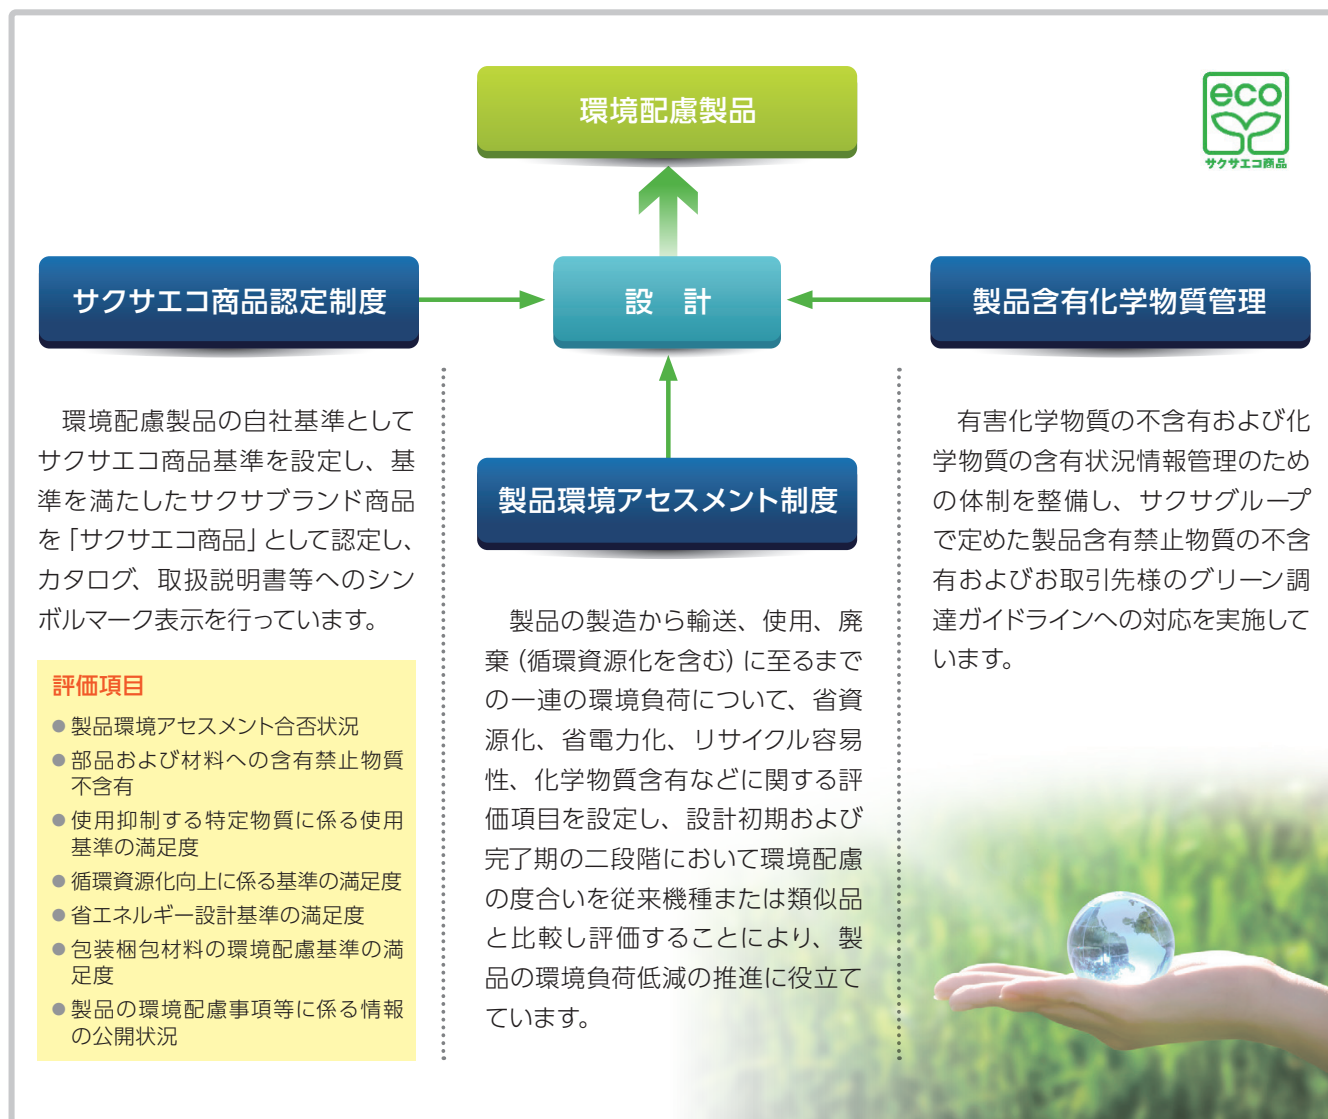 環境配慮製品
eco
サクサエコ商品
サクサエコ商品認定制度
設 計
製品含有化学物質管理
環境配慮製品の自社基準として
サクサエコ商品基準を設定し、基
準を満たしたサクサブランド商品
を「サクサエコ商品」として認定し、
カタログ、取扱説明書等へのシン
ボルマーク表示を行っています。
評価項目
●製品環境アセスメント合否状況
●部品および材料への含有禁止物質
不含有
●使用抑制する特定物質に係る使用
基準の満足度
●循環資源化向上に係る基準の満足度
●省エネルギー設計基準の満足度
●包装梱包材料の環境配慮基準の満
足度
●製品の環境配慮事項等に係る情報
の公開状況
製品環境アセスメント制度
製品の製造から輸送、使用、廃
棄（循環資源化を含む）に至るまで
の一連の環境負荷について、省資
源化、省電力化、リサイクル容易
性、化学物質含有などに関する評
価項目を設定し、設計初期および
完了期の二段階において環境配慮
の度合いを従来機種または類似品
と比較し評価することにより、製
品の環境負荷低減の推進に役立て
ています。
有害化学物質の不含有および化
学物質の含有状況情報管理のため
の体制を整備し、サクサグループ
で定めた製品含有禁止物質の不含
有およびお取引先様のグリーン調
達ガイドラインへの対応を実施して
います。